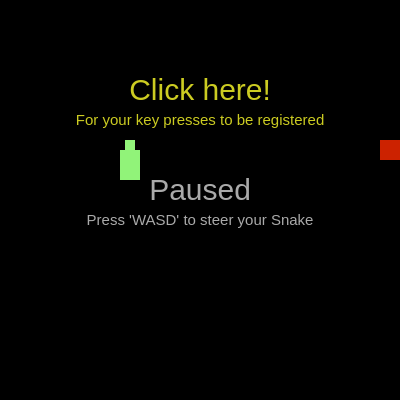 Click here!
For your key presses to be registered
Paused
Press 'WASD' to steer your Snake